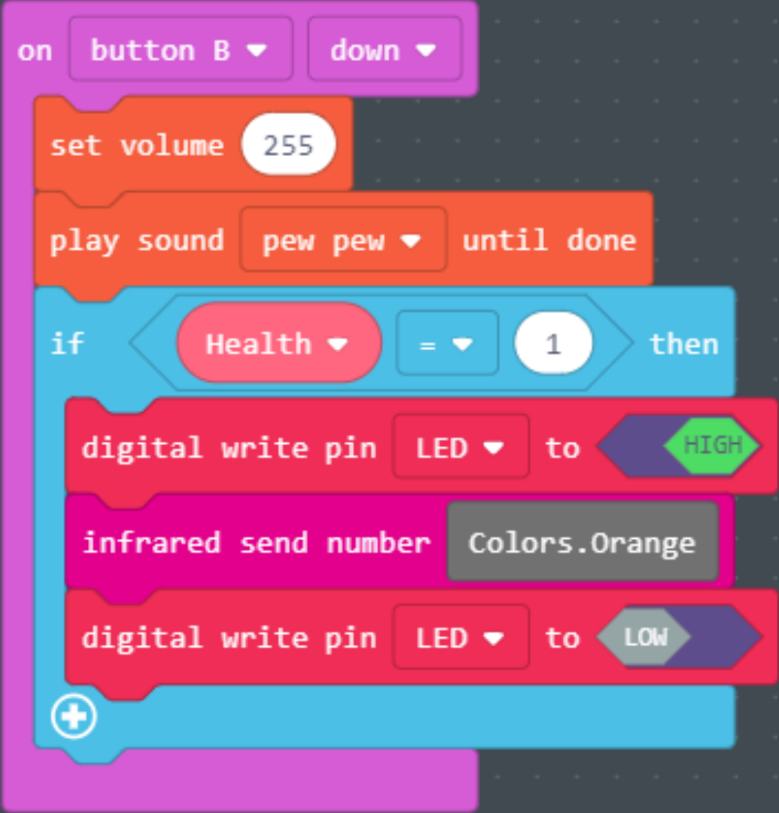 on button B down
set volume 255
play sound pew pew until done
if Health = 1 then
digital write pin LED to HIGH
infrared send number Colors.Orange
digital write pin LED to LOW